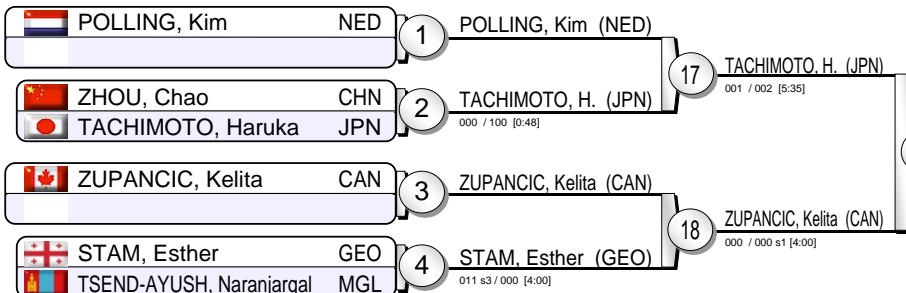 POLLING, Kim NED
1
POLLING, Kim (NED)
17
TACHIMOTO, H. (JPN)
001 / 002 [5:35]
ZHOU, Chao CHN
TACHIMOTO, Haruka JPN
2
TACHIMOTO, H. (JPN)
000 / 100 [0:48]
ZUPANCIC, Kelita CAN
3
ZUPANCIC, Kelita (CAN)
18
ZUPANCIC, Kelita (CAN)
000 / 000 s1 [4:00]
STAM, Esther GEO
TSEND-AYUSH, Naranjargal MGL
4
STAM, Esther (GEO)
011 s3 / 000 [4:00]